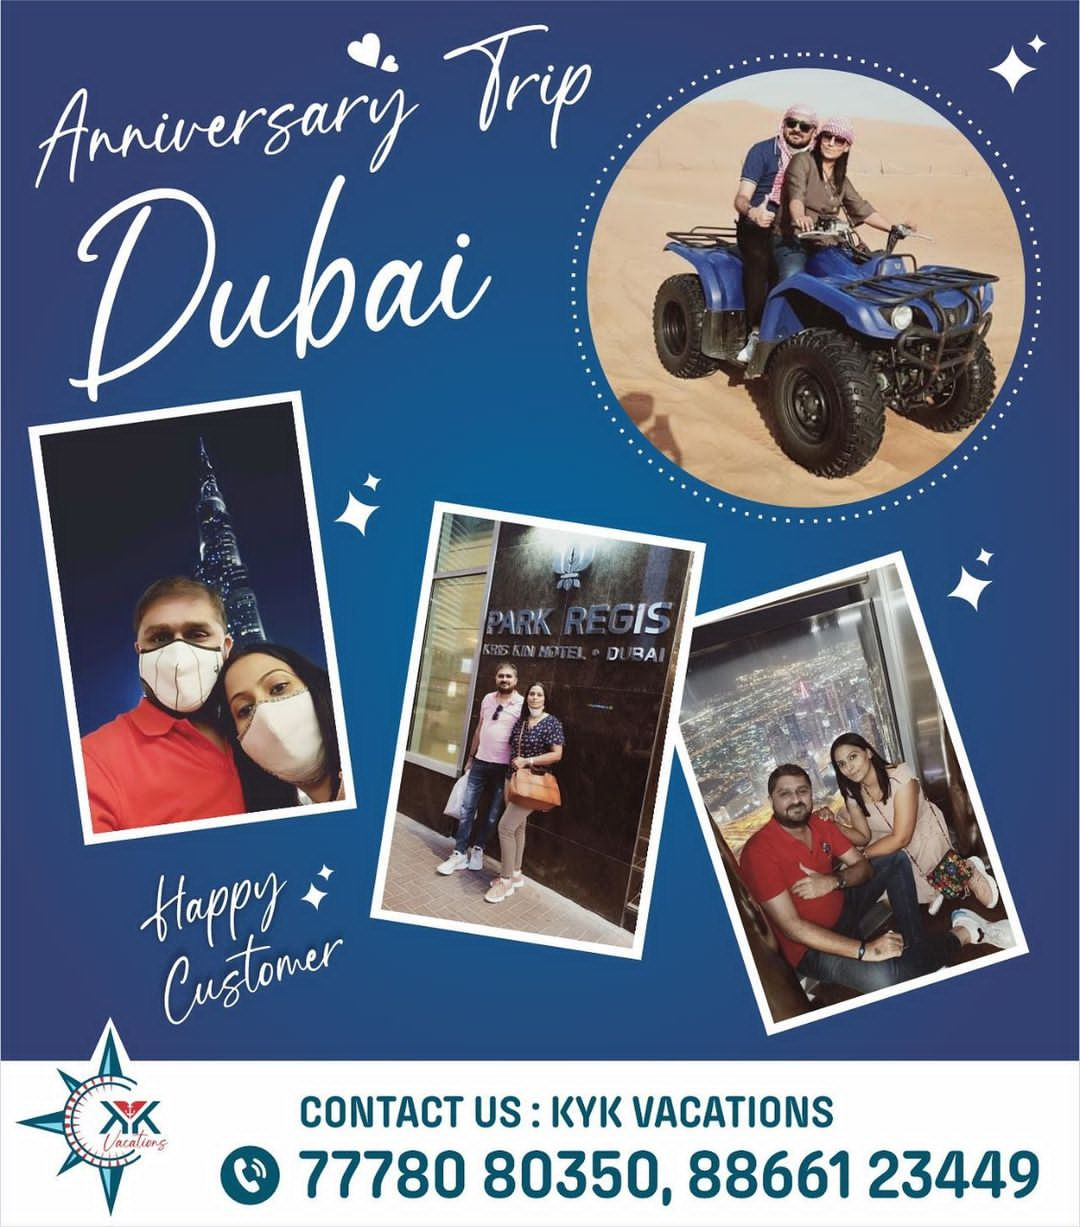 Anniversary Trip
Dubai
PARK REGIS
KRIS KIN HOTEL • DUBAI
Happy
Customer
KYK
Vacations
CONTACT US : KYK VACATIONS
77780 80350, 88661 23449